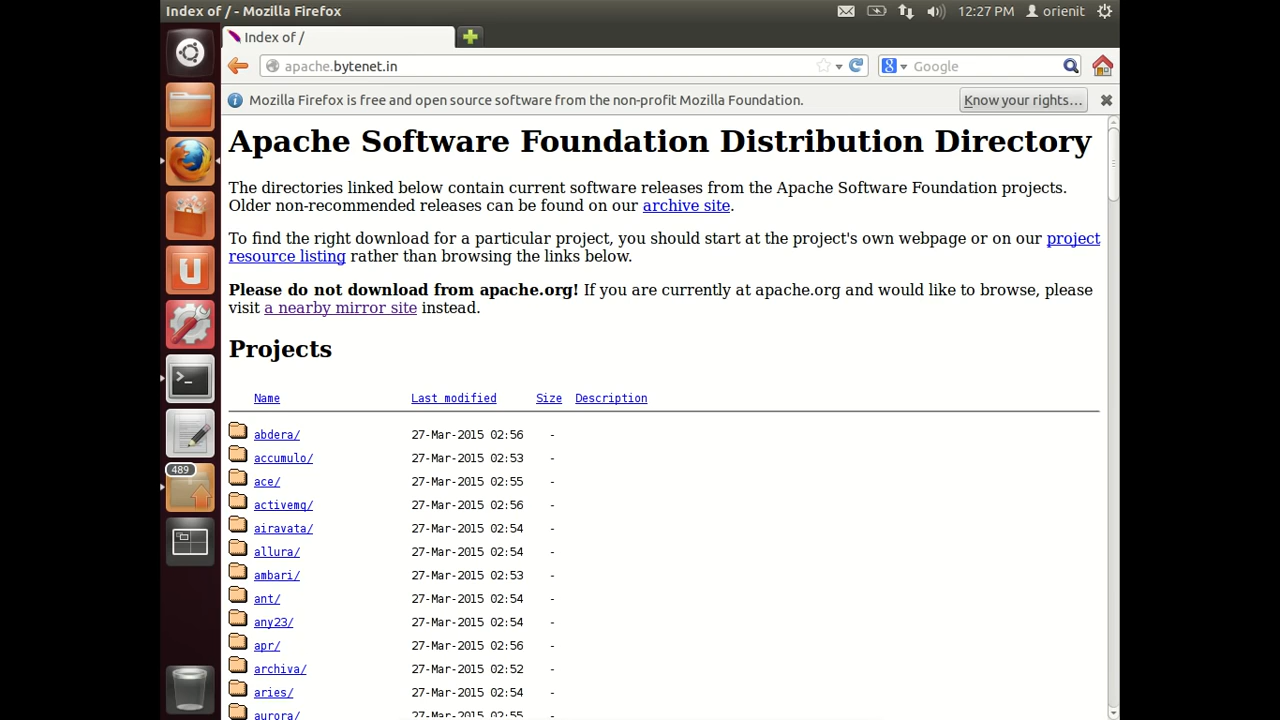 Index of / - Mozilla Firefox
12:27 PM
orienit
Index of /
apache.bytenet.in
Google
Mozilla Firefox is free and open source software from the non-profit Mozilla Foundation.
Know your rights...
Apache Software Foundation Distribution Directory
The directories linked below contain current software releases from the Apache Software Foundation projects.
Older non-recommended releases can be found on our archive site.
To find the right download for a particular project, you should start at the project's own webpage or on our project
resource listing rather than browsing the links below.
Please do not download from apache.org! If you are currently at apache.org and would like to browse, please
visit a nearby mirror site instead.
Projects
Name Last modified Size Description
abdera/ 27-Mar-2015 02:56 -
accumulo/ 27-Mar-2015 02:53 -
ace/ 27-Mar-2015 02:55 -
activemq/ 27-Mar-2015 02:56 -
airavata/ 27-Mar-2015 02:54 -
allura/ 27-Mar-2015 02:54 -
ambari/ 27-Mar-2015 02:53 -
ant/ 27-Mar-2015 02:54 -
any23/ 27-Mar-2015 02:54 -
apr/ 27-Mar-2015 02:56 -
archiva/ 27-Mar-2015 02:52 -
aries/ 27-Mar-2015 02:54 -
aurora/ 27-Mar-2015 02:55 -
489